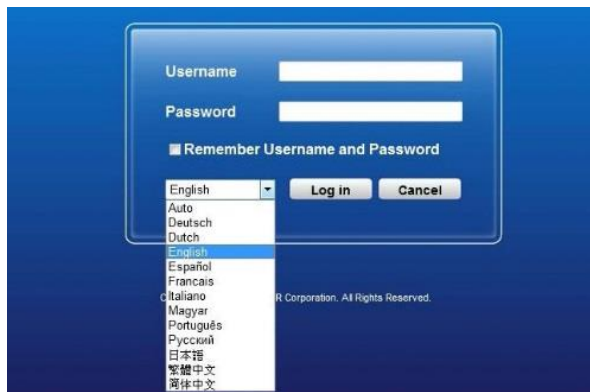 Username
Password
Remember Username and Password
English
Log in
Cancel
Auto
Deutsch
Dutch
English
Español
Francais
Italiano
Magyar
Português
Русский
日本語
繁體中文
简体中文
R Corporation. All Rights Reserved.